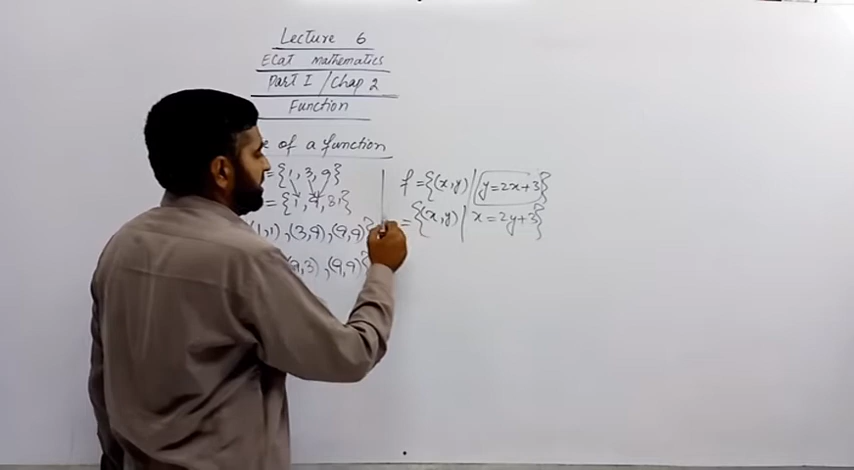 Lecture 6
ECat mathematics
Part I / Chap 2
Function
of a function
= {1, 3, 9}
= {1, 9, 81}
(1,1), (3,9), (9,9)}
(9,3), (9,9)}
f = {(x,y) | y = 2x + 3}
= {(x,y) | x = 2y + 3}